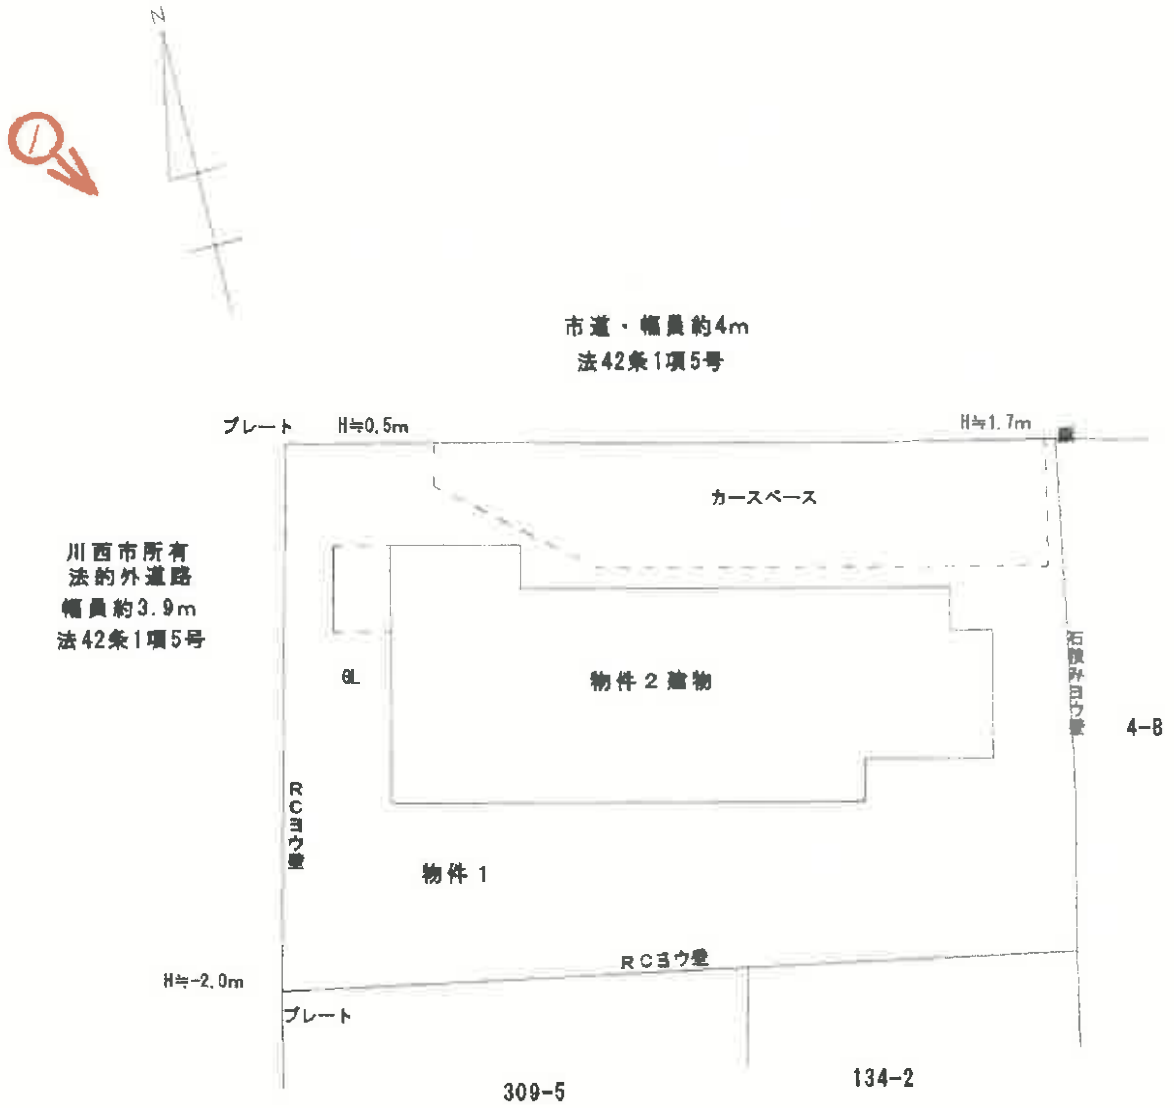 N
1
市道・幅員約4m
法42条1項5号
プレート
H≒0.5m
H≒1.7m
カースペース
川西市所有
法的外道路
幅員約3.9m
法42条1項5号
石積みヨウ壁
GL
物件2 建物
4-8
RCヨウ壁
物件1
RCヨウ壁
H≒-2.0m
プレート
309-5
134-2